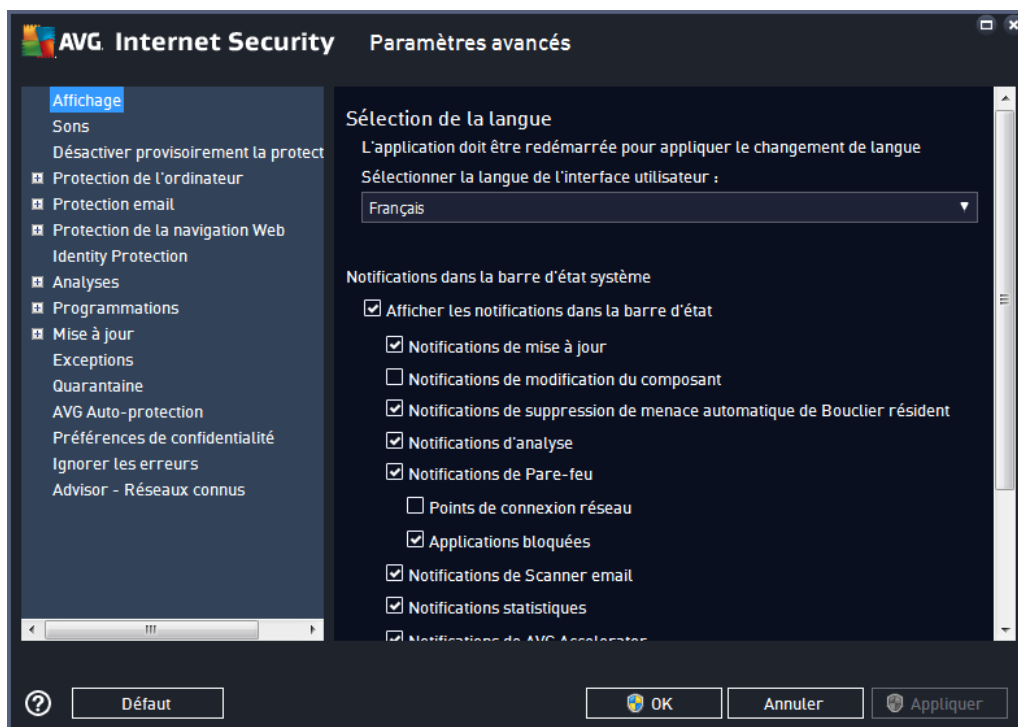 AVG. Internet Security
Paramètres avancés
Affichage
Sons
Désactiver provisoirement la protect
Protection de l'ordinateur
Protection email
Protection de la navigation Web
Identity Protection
Analyses
Programmations
Mise à jour
Exceptions
Quarantaine
AVG Auto-protection
Préférences de confidentialité
Ignorer les erreurs
Advisor - Réseaux connus
Sélection de la langue
L'application doit être redémarrée pour appliquer le changement de langue
Sélectionner la langue de l'interface utilisateur :
Français
Notifications dans la barre d'état système
Afficher les notifications dans la barre d'état
Notifications de mise à jour
Notifications de modification du composant
Notifications de suppression de menace automatique de Bouclier résident
Notifications d'analyse
Notifications de Pare-feu
Points de connexion réseau
Applications bloquées
Notifications de Scanner email
Notifications statistiques
Notifications de AVG Accelerator
Défaut
OK
Annuler
Appliquer